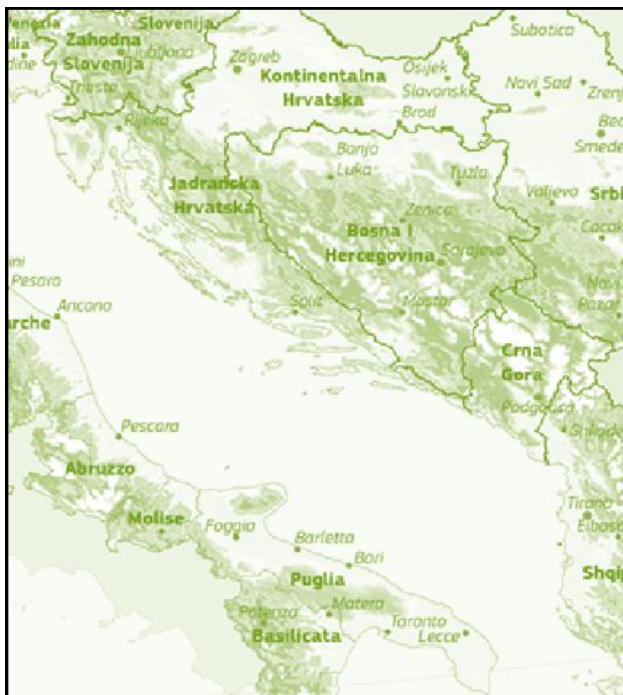 Venezia
Slovenija
Zahodna
Slovenija
Ljubljana
Trieste
Rijeka
Zagreb
Kontinentalna
Hrvatska
Osijek
Slavonski
Brod
Subotica
Novi Sad
Valjevo
Banja
Luka
Tuzla
Jadranska
Hrvatska
Zenica
Bosna I
Hercegovina
Sarajevo
Pazar
Pesaro
Ancona
Split
Mostar
Crna
Gora
Podgorica
Pescara
Abruzzo
Molise
Foggia
Barletta
Bari
Puglia
Potenza
Matera
Basilicata
Taranto
Lecce
Tirana